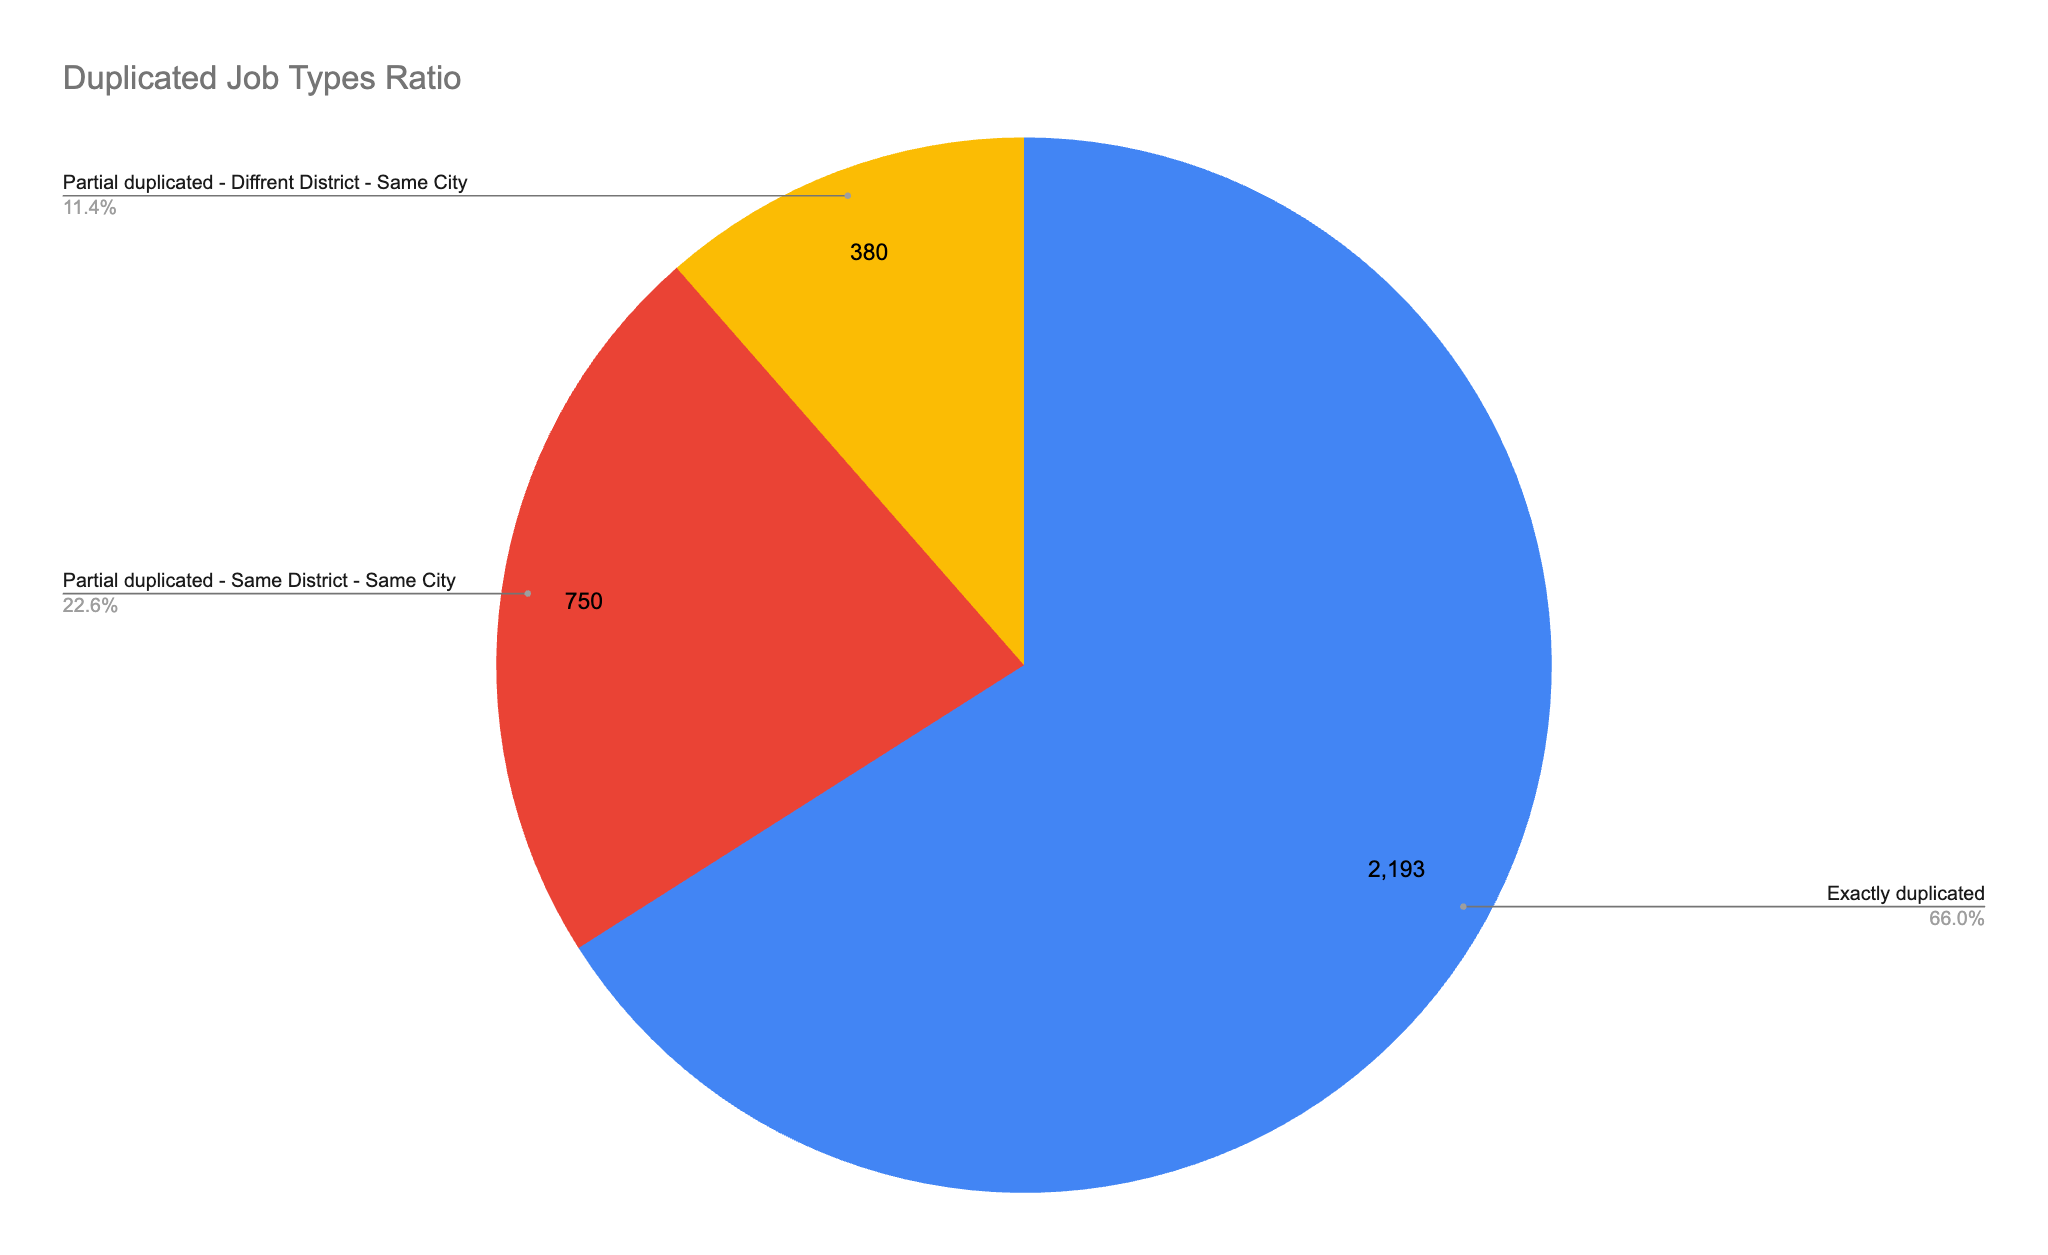 Duplicated Job Types Ratio
Partial duplicated - Diffrent District - Same City
11.4%
380
Partial duplicated - Same District - Same City
22.6%
750
2,193
Exactly duplicated
66.0%